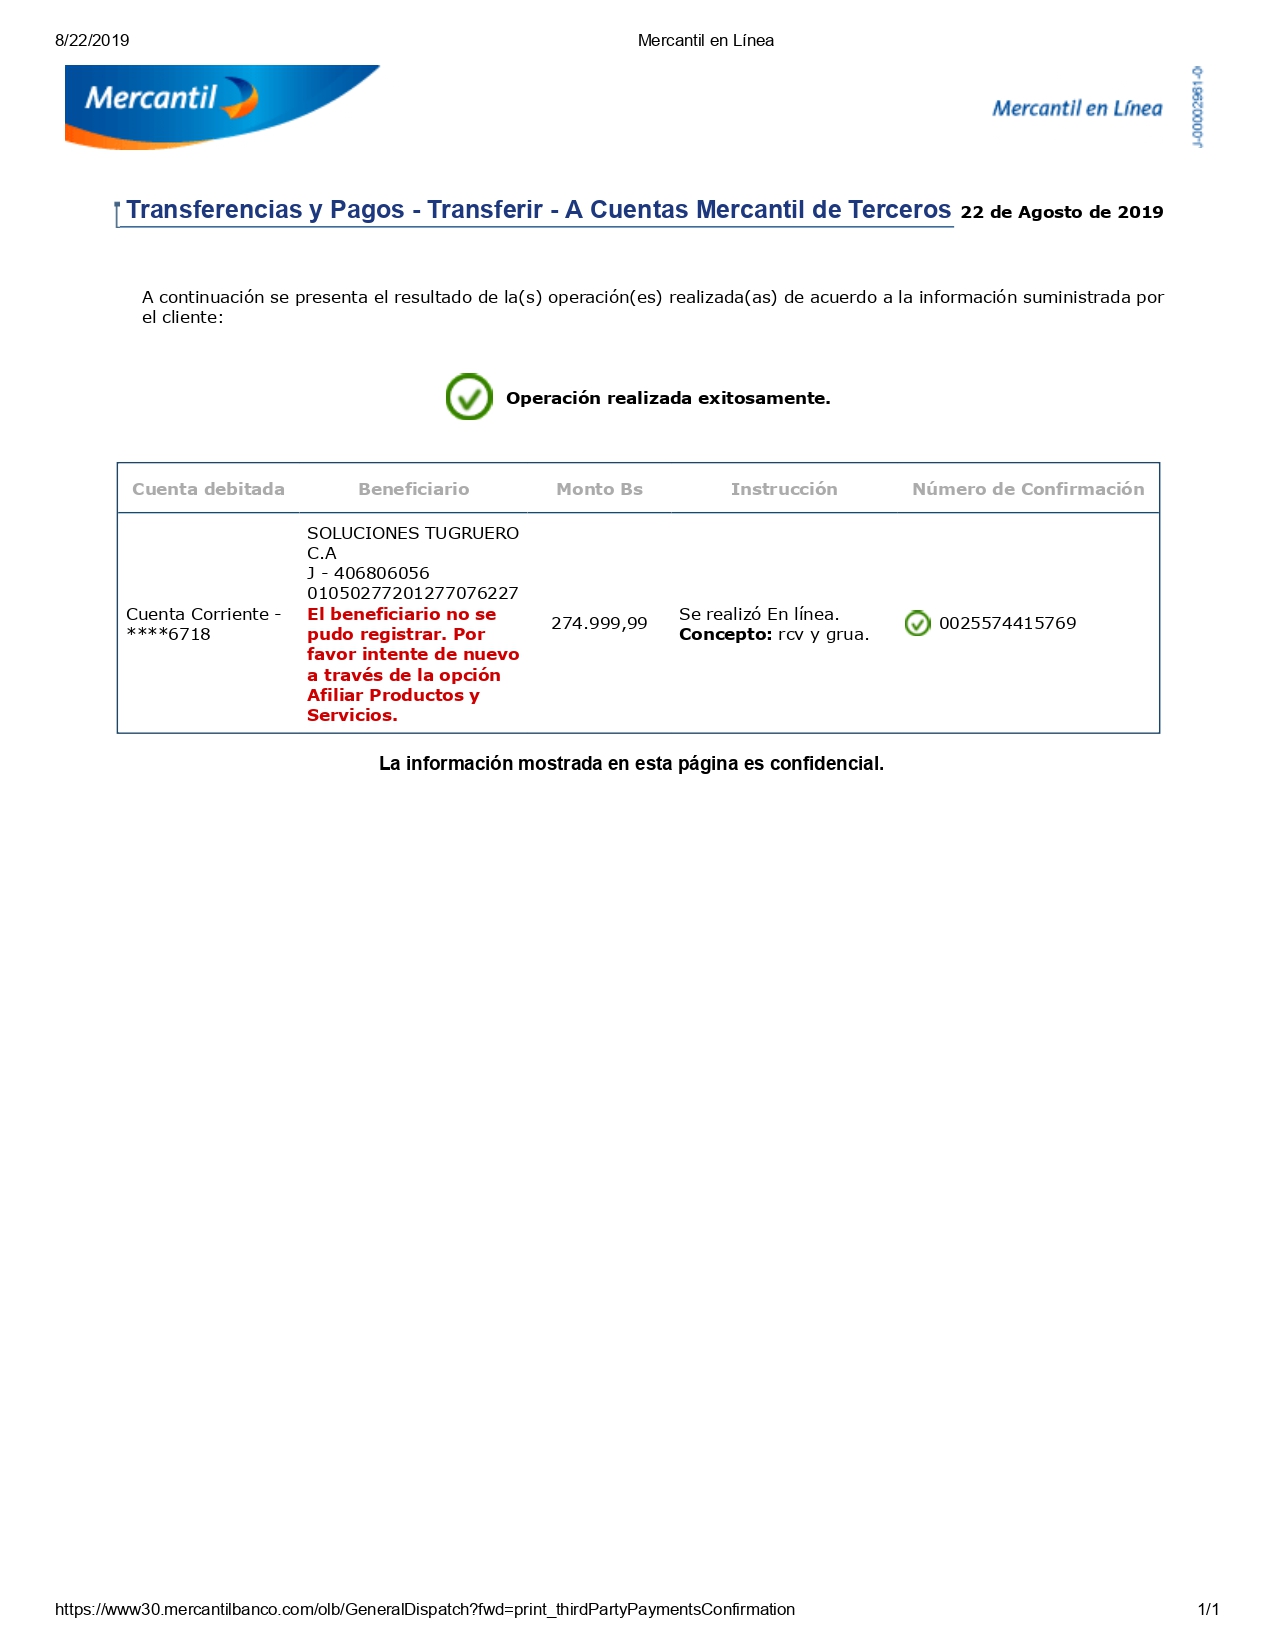 8/22/2019
Mercantil en Línea
Mercantil
Mercantil en Línea
Transferencias y Pagos - Transferir - A Cuentas Mercantil de Terceros
22 de Agosto de 2019
A continuación se presenta el resultado de la(s) operación(es) realizada(as) de acuerdo a la información suministrada por
el cliente:
Operación realizada exitosamente.
Cuenta debitada
Beneficiario
Monto Bs
Instrucción
Número de Confirmación
Cuenta Corriente -
****6718
SOLUCIONES TUGRUERO
C.A
J - 406806056
01050277201277076227
El beneficiario no se
pudo registrar. Por
favor intente de nuevo
a través de la opción
Afiliar Productos y
Servicios.
274.999,99
Se realizó En línea.
Concepto: rcv y grua.
0025574415769
La información mostrada en esta página es confidencial.
https://www30.mercantilbanco.com/olb/GeneralDispatch?fwd=print_thirdPartyPaymentsConfirmation
1/1